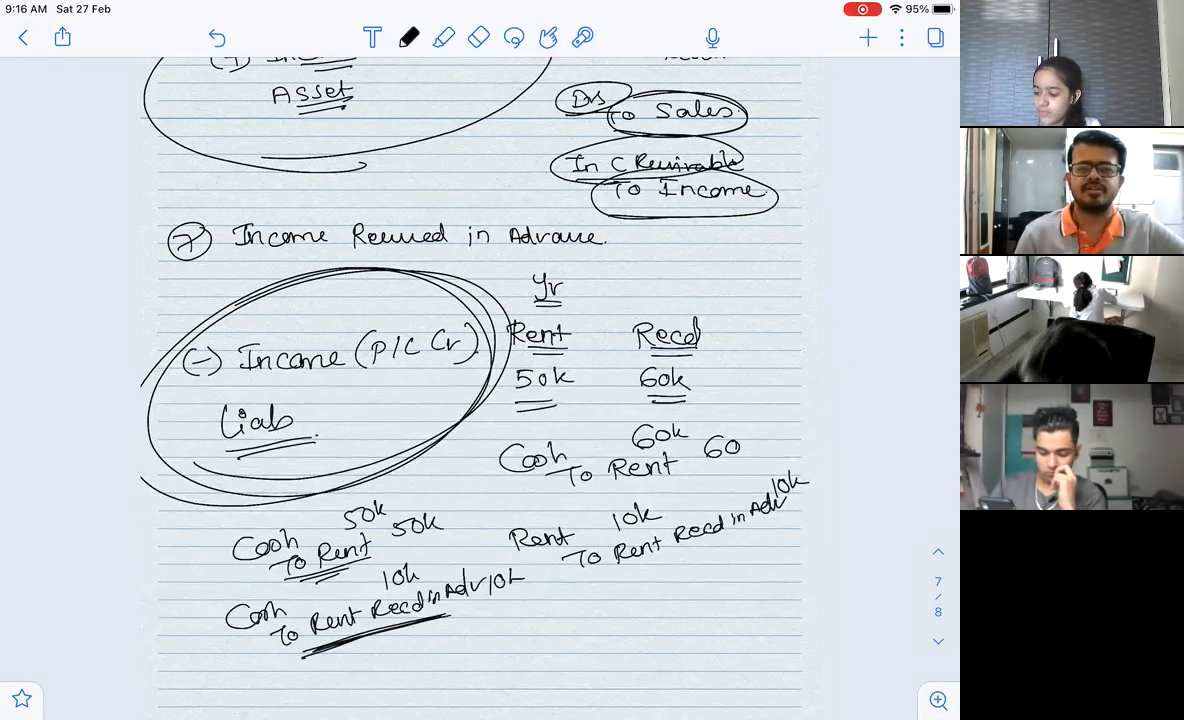 9:16 AM Sat 27 Feb
95%
T
Asset
Drs
To Sales
Inc Receivable
To Income
7 Income Received in Advance.
Yr
Rent Recd
50k 60k
(-) Income (P/L Cr)
Liab
Cash 60k
To Rent 60
Cash 50k
To Rent 50k
Cash 10k
To Rent Recd in Adv 10k
Rent 10k
To Rent Recd in Adv 10k
7
/
8